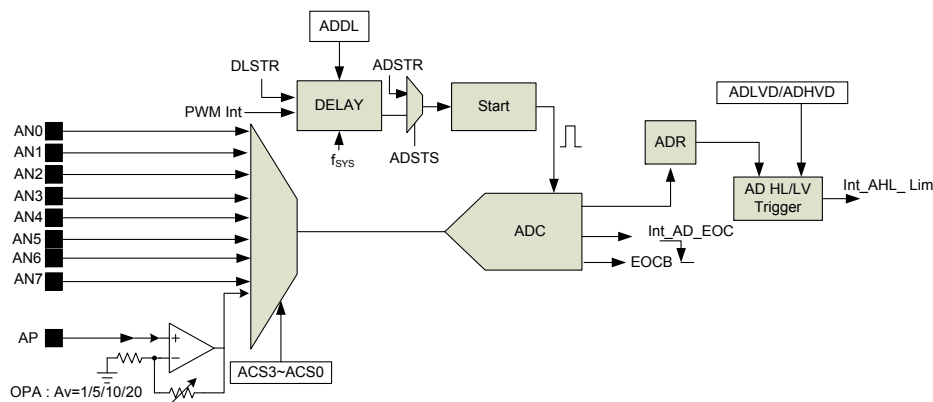 ADDL
DLSTR
ADSTR
PWM Int
DELAY
Start
ADLVD/ADHVD
fSYS
ADSTS
AN0
AN1
AN2
AN3
AN4
AN5
AN6
AN7
ADR
AD HL/LV
Trigger
Int_AHL_ Lim
ADC
Int_AD_EOC
EOCB
AP
+
−
ACS3~ACS0
OPA : Av=1/5/10/20